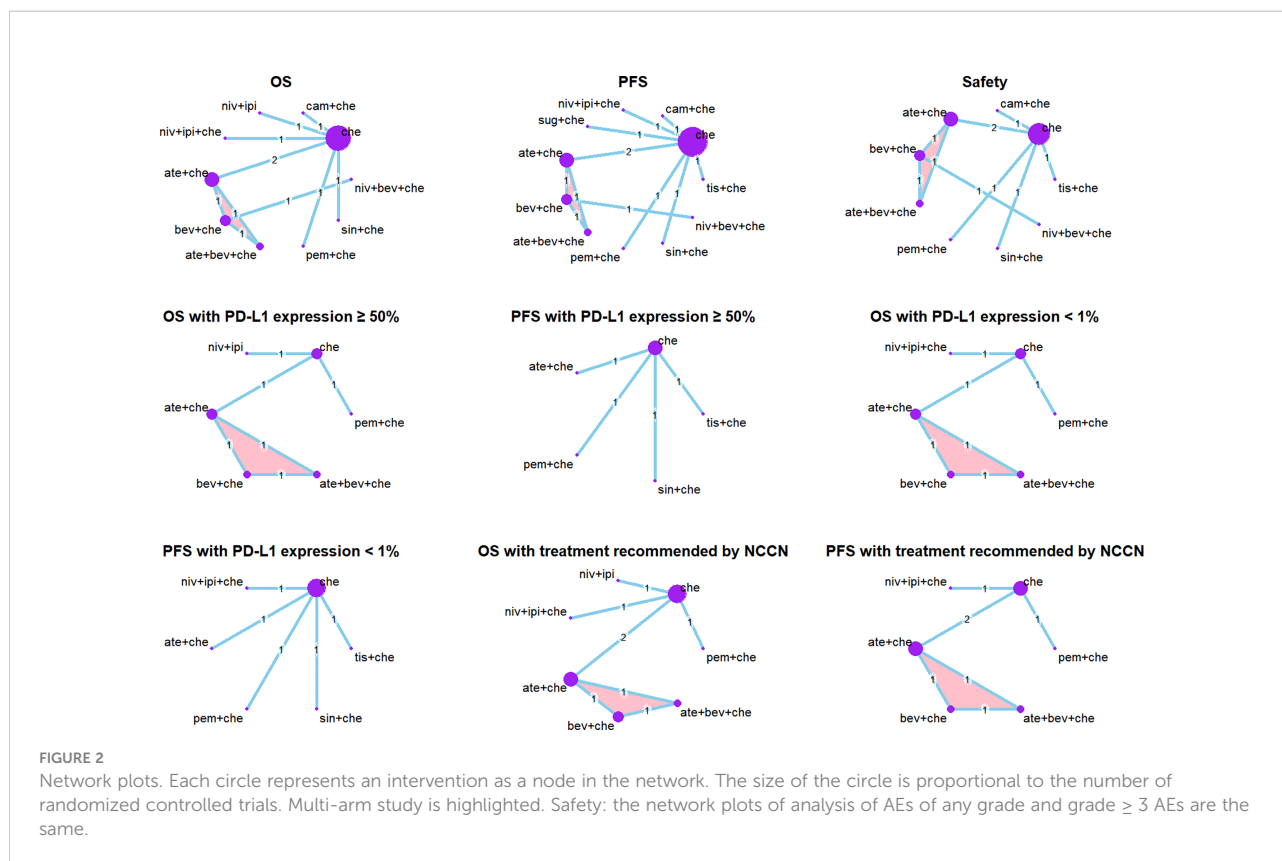 OS
niv+ipi
cam+che
che
niv+ipi+che
ate+che
niv+bev+che
bev+che
sin+che
ate+bev+che
pem+che
1
1
1
2
1
1
1
1
1
1
PFS
niv+ipi+che
cam+che
sug+che
che
ate+che
tis+che
bev+che
niv+bev+che
ate+bev+che
pem+che
sin+che
1
1
1
2
1
1
1
1
1
1
1
Safety
cam+che
ate+che
che
bev+che
tis+che
ate+bev+che
niv+bev+che
pem+che
sin+che
1
2
1
1
1
1
1
1
OS with PD-L1 expression ≥ 50%
niv+ipi
che
ate+che
pem+che
bev+che
ate+bev+che
1
1
1
1
1
1
PFS with PD-L1 expression ≥ 50%
che
ate+che
tis+che
pem+che
sin+che
1
1
1
1
OS with PD-L1 expression < 1%
niv+ipi+che
che
ate+che
pem+che
bev+che
ate+bev+che
1
1
1
1
1
1
PFS with PD-L1 expression < 1%
niv+ipi+che
che
ate+che
tis+che
pem+che
sin+che
1
1
1
1
1
OS with treatment recommended by NCCN
niv+ipi
che
niv+ipi+che
pem+che
ate+che
ate+bev+che
bev+che
1
1
2
1
1
1
1
PFS with treatment recommended by NCCN
niv+ipi+che
che
ate+che
pem+che
bev+che
ate+bev+che
1
2
1
1
1
1
FIGURE 2
Network plots. Each circle represents an intervention as a node in the network. The size of the circle is proportional to the number of
randomized controlled trials. Multi-arm study is highlighted. Safety: the network plots of analysis of AEs of any grade and grade ≥ 3 AEs are the
same.